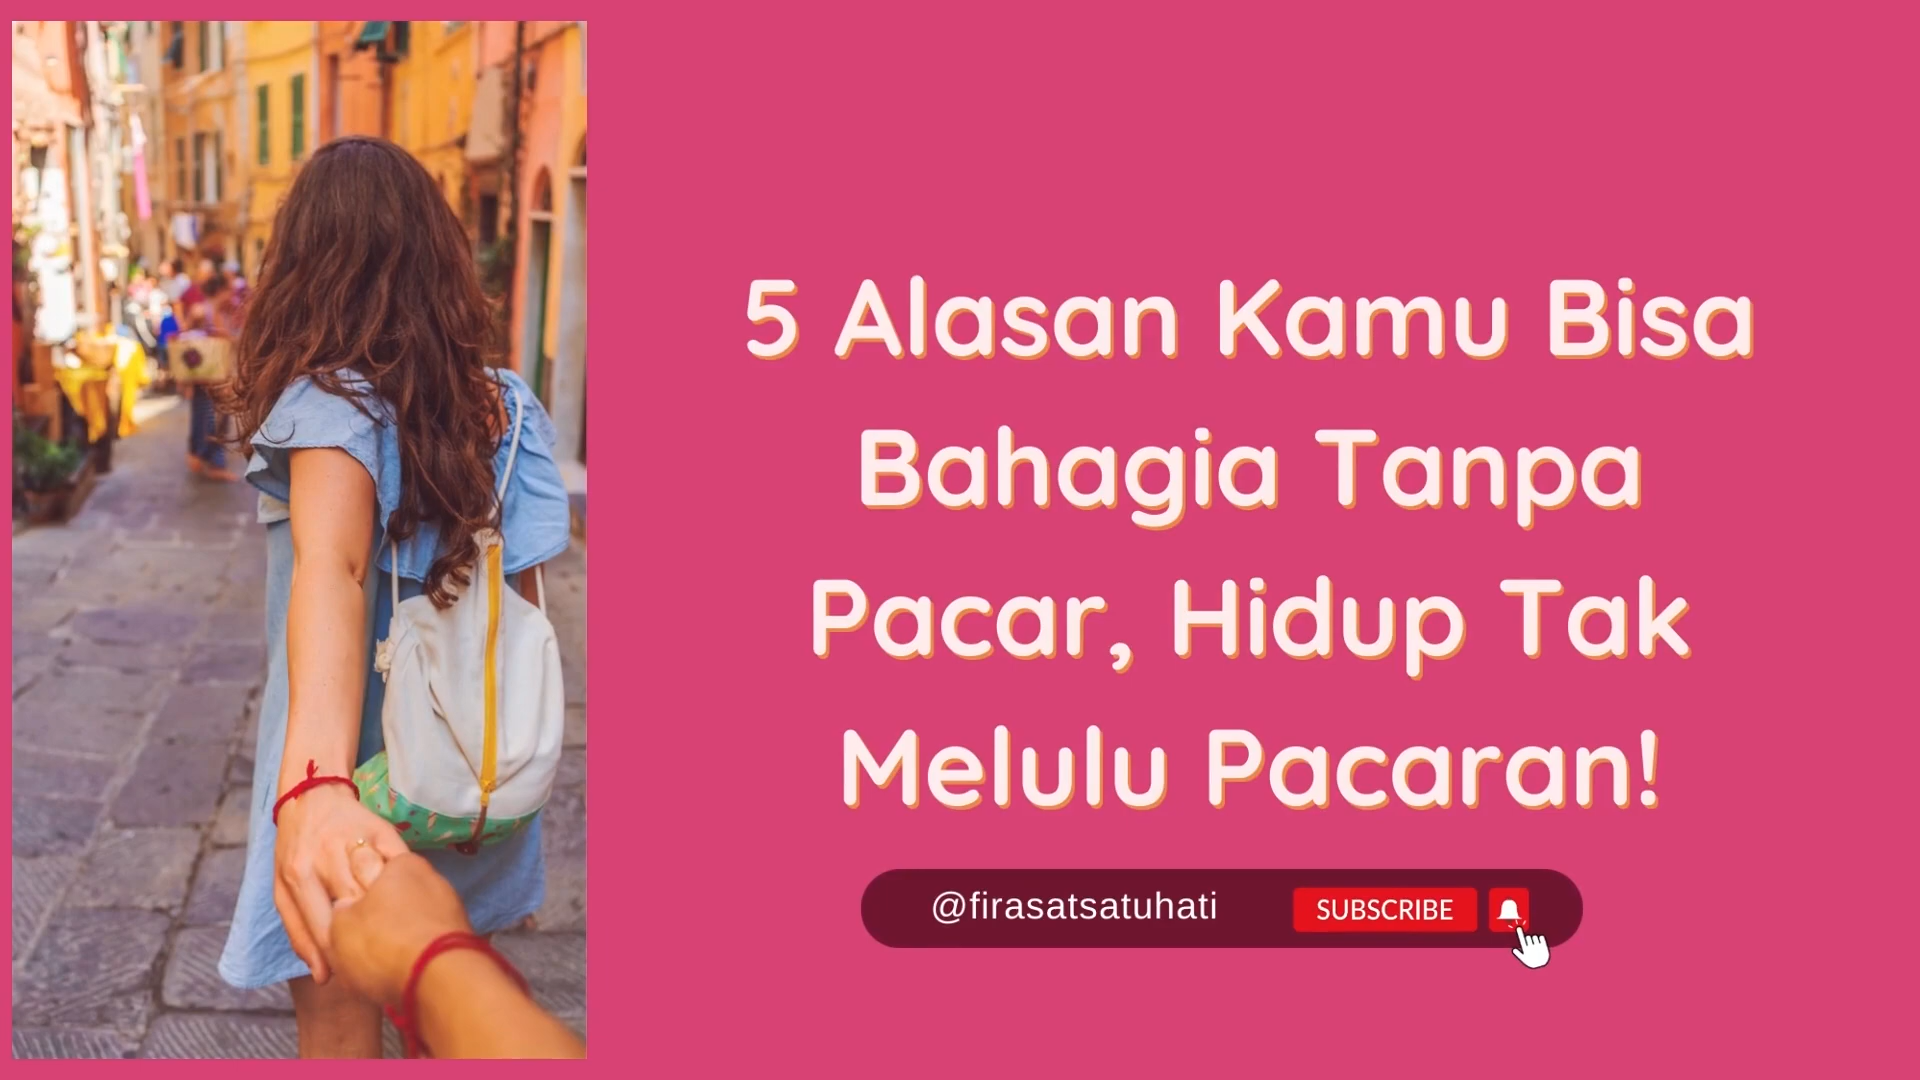 5 Alasan Kamu Bisa
Bahagia Tanpa
Pacar, Hidup Tak
Melulu Pacaran!
@firasatsatuhati
SUBSCRIBE